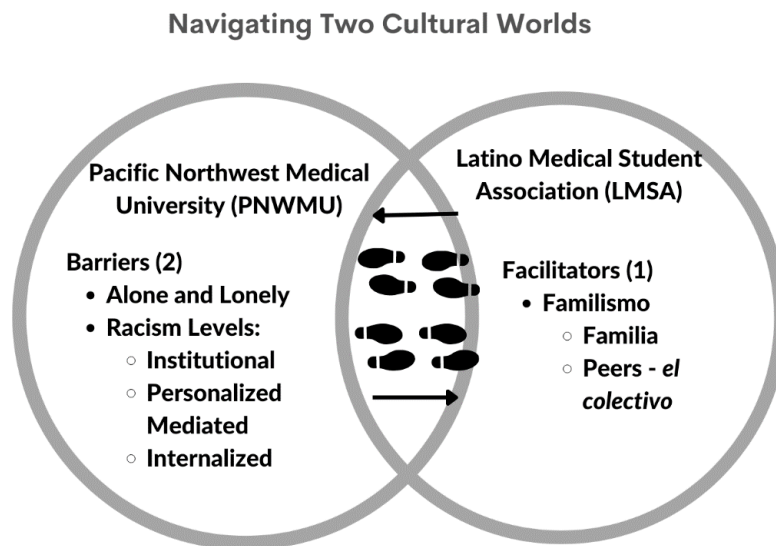 Navigating Two Cultural Worlds
Pacific Northwest Medical
University (PNWMU)
Barriers (2)
• Alone and Lonely
• Racism Levels:
○ Institutional
○ Personalized
Mediated
○ Internalized
Latino Medical Student
Association (LMSA)
Facilitators (1)
• Familismo
○ Familia
○ Peers - el
colectivo